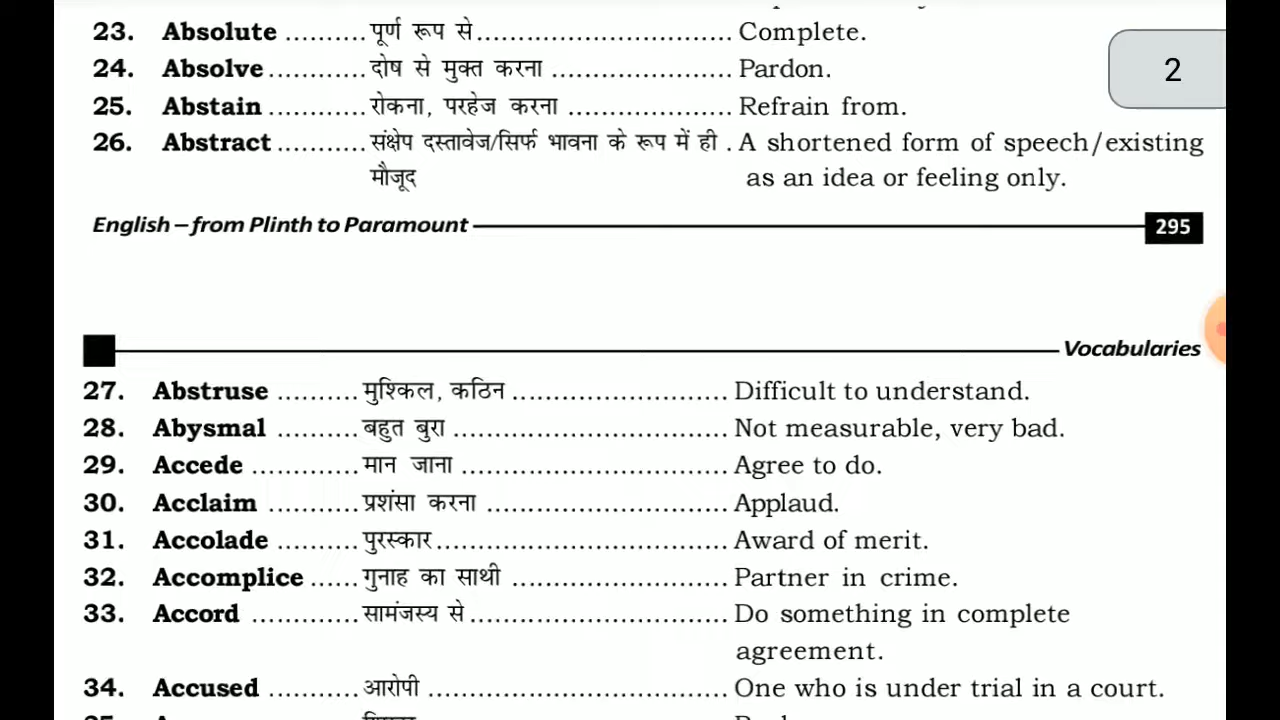 23. Absolute .......... पूर्ण रूप से............................... Complete.
24. Absolve ............ दोष से मुक्त करना ...................... Pardon.
25. Abstain ............ रोकना, परहेज करना .................... Refrain from.
26. Abstract ........... संक्षेप दस्तावेज/सिर्फ भावना के रूप में ही . A shortened form of speech/existing
मौजूद as an idea or feeling only.
2
English – from Plinth to Paramount 295
Vocabularies
27. Abstruse .......... मुश्किल, कठिन .......................... Difficult to understand.
28. Abysmal .......... बहुत बुरा ................................. Not measurable, very bad.
29. Accede ............. मान जाना ................................ Agree to do.
30. Acclaim ........... प्रशंसा करना ............................. Applaud.
31. Accolade .......... पुरस्कार................................... Award of merit.
32. Accomplice ...... गुनाह का साथी .......................... Partner in crime.
33. Accord ............. सामंजस्य से............................... Do something in complete
agreement.
34. Accused ........... आरोपी .................................... One who is under trial in a court.